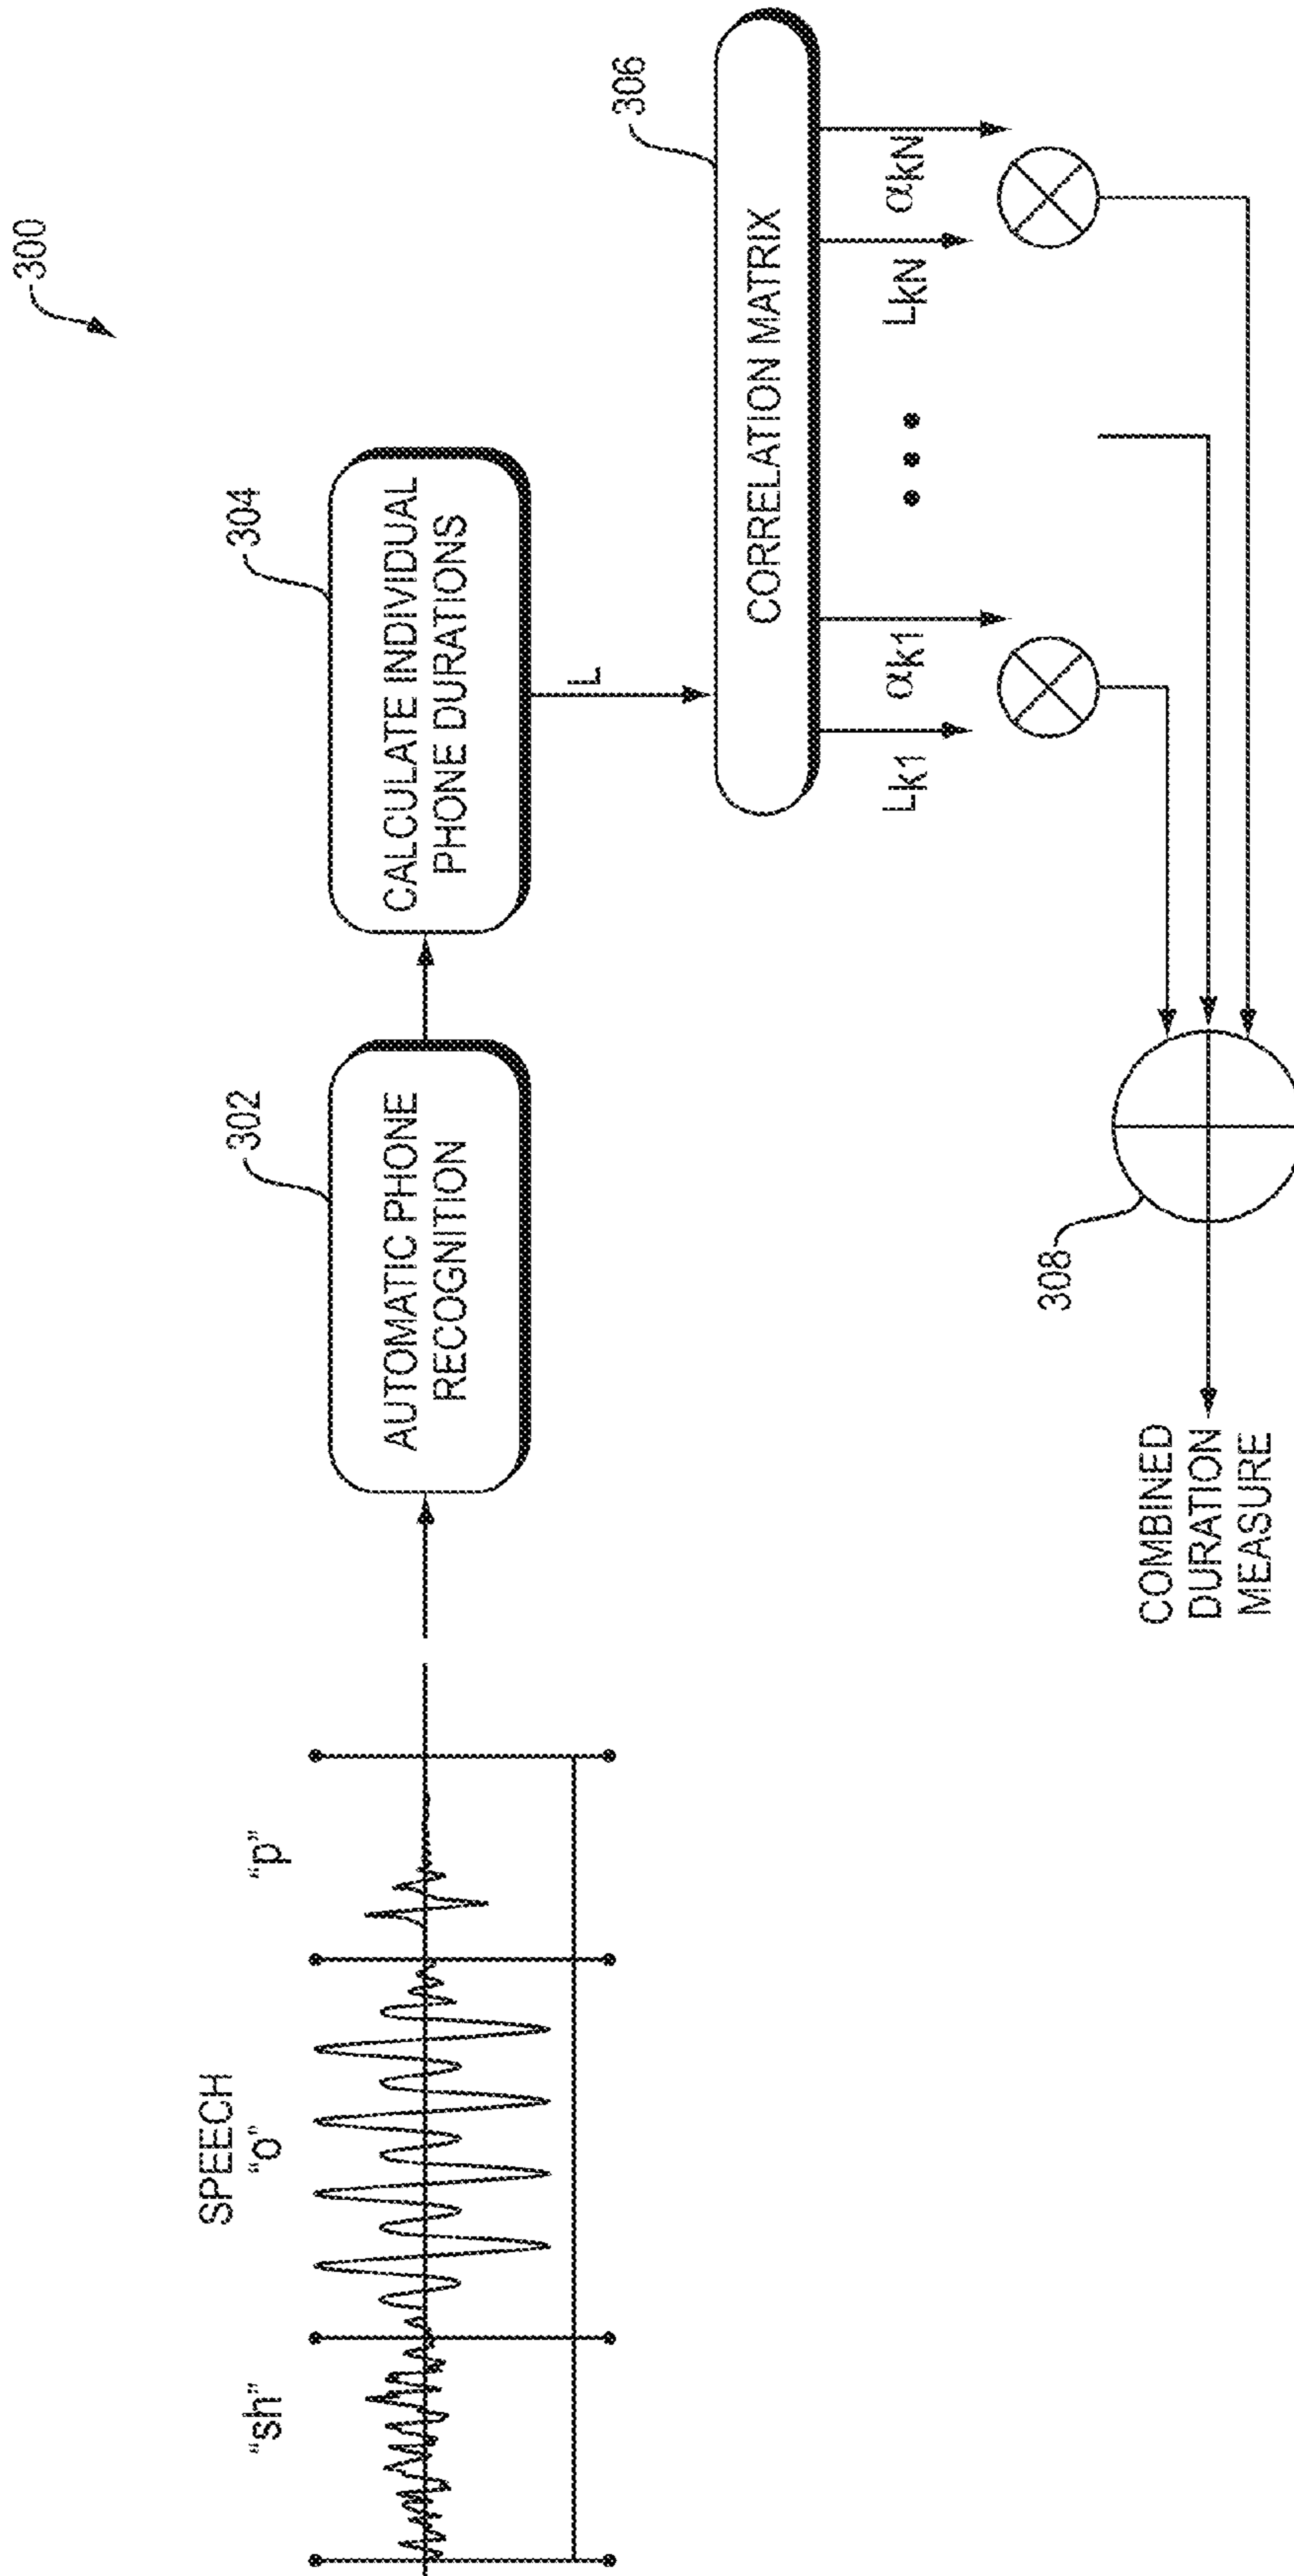 300
SPEECH
“sh”
“o”
“p”
302
AUTOMATIC PHONE
RECOGNITION
304
CALCULATE INDIVIDUAL
PHONE DURATIONS
L
306
CORRELATION MATRIX
Lk1
αk1
LkN
αkN
308
COMBINED
DURATION
MEASURE